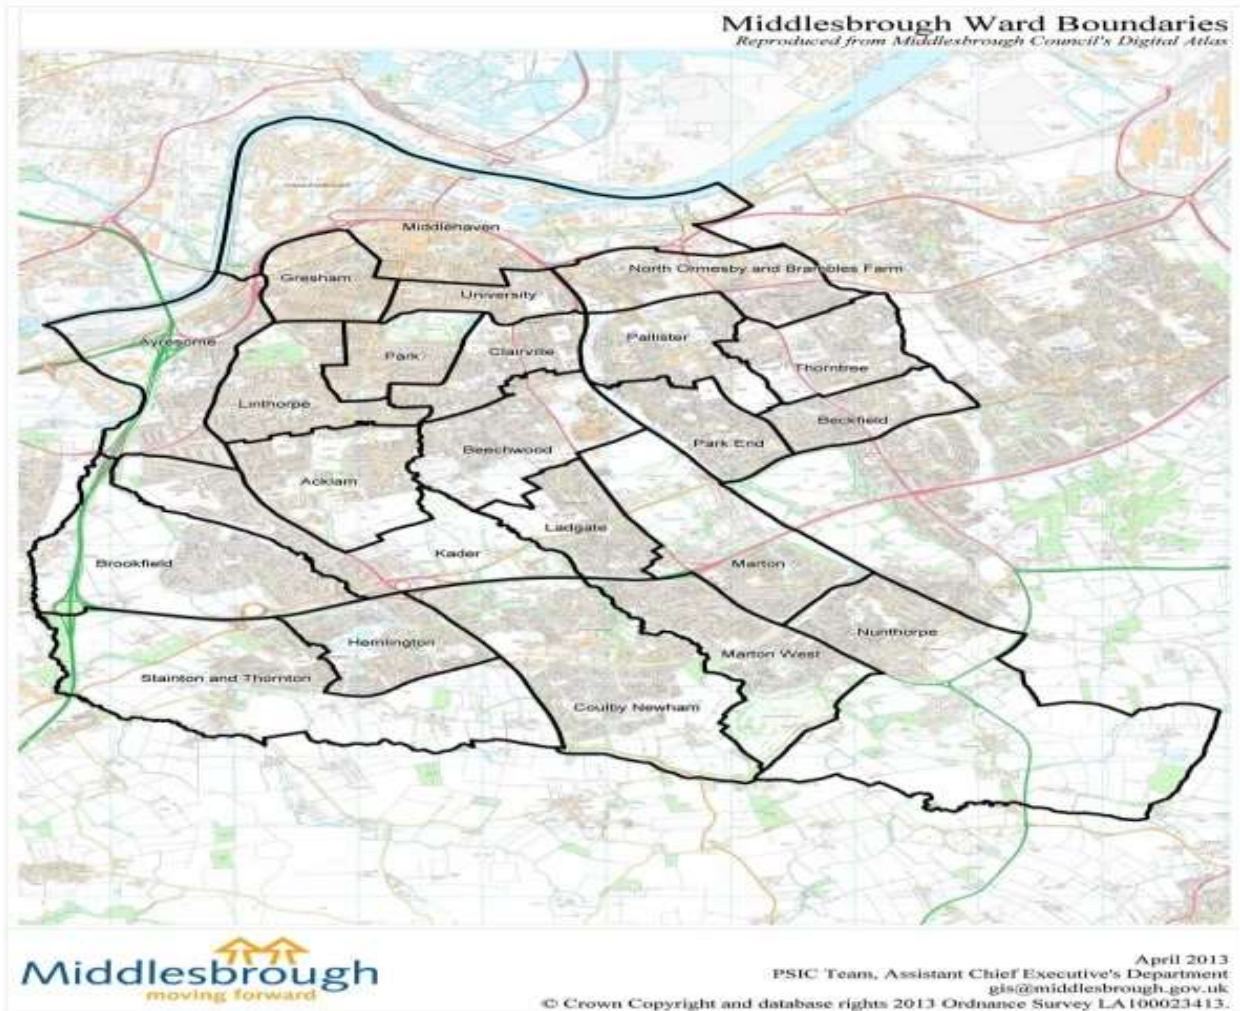 Middlesbrough Ward Boundaries
Reproduced from Middlesbrough Council's Digital Atlas
Middlehaven
North Ormesby and Brambles Farm
Gresham
University
Ayresome
Pallister
Park
Clairville
Thorntree
Linthorpe
Beckfield
Park End
Beechwood
Acklam
Ladgate
Kader
Brookfield
Marton
Nunthorpe
Hemlington
Marton West
Stainton and Thornton
Coulby Newham
Middlesbrough
moving forward
April 2013
PSIC Team, Assistant Chief Executive's Department
gis@middlesbrough.gov.uk
© Crown Copyright and database rights 2013 Ordnance Survey LA100023413.